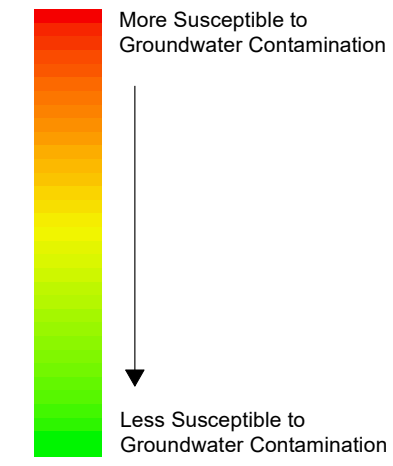 More Susceptible to
Groundwater Contamination
Less Susceptible to
Groundwater Contamination